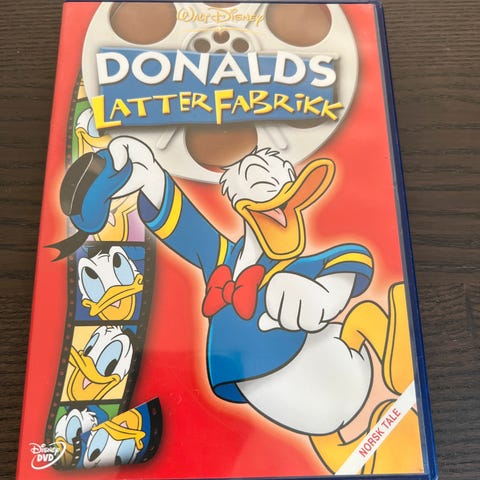 Walt Disney
DONALDS
LATTERFABRIKK
Disney
DVD
NORSK TALE